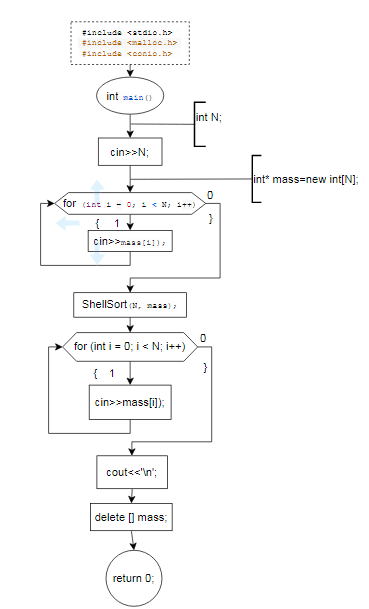 #include <stdio.h>
#include <malloc.h>
#include <conio.h>
int main()
int N;
cin>>N;
int* mass=new int[N];
for (int i = 0; i < N; i++)
0
{ 1
}
cin>>mass[i]);
ShellSort(N, mass);
for (int i = 0; i < N; i++)
0
{ 1
}
cin>>mass[i]);
cout<<'\n';
delete [] mass;
return 0;